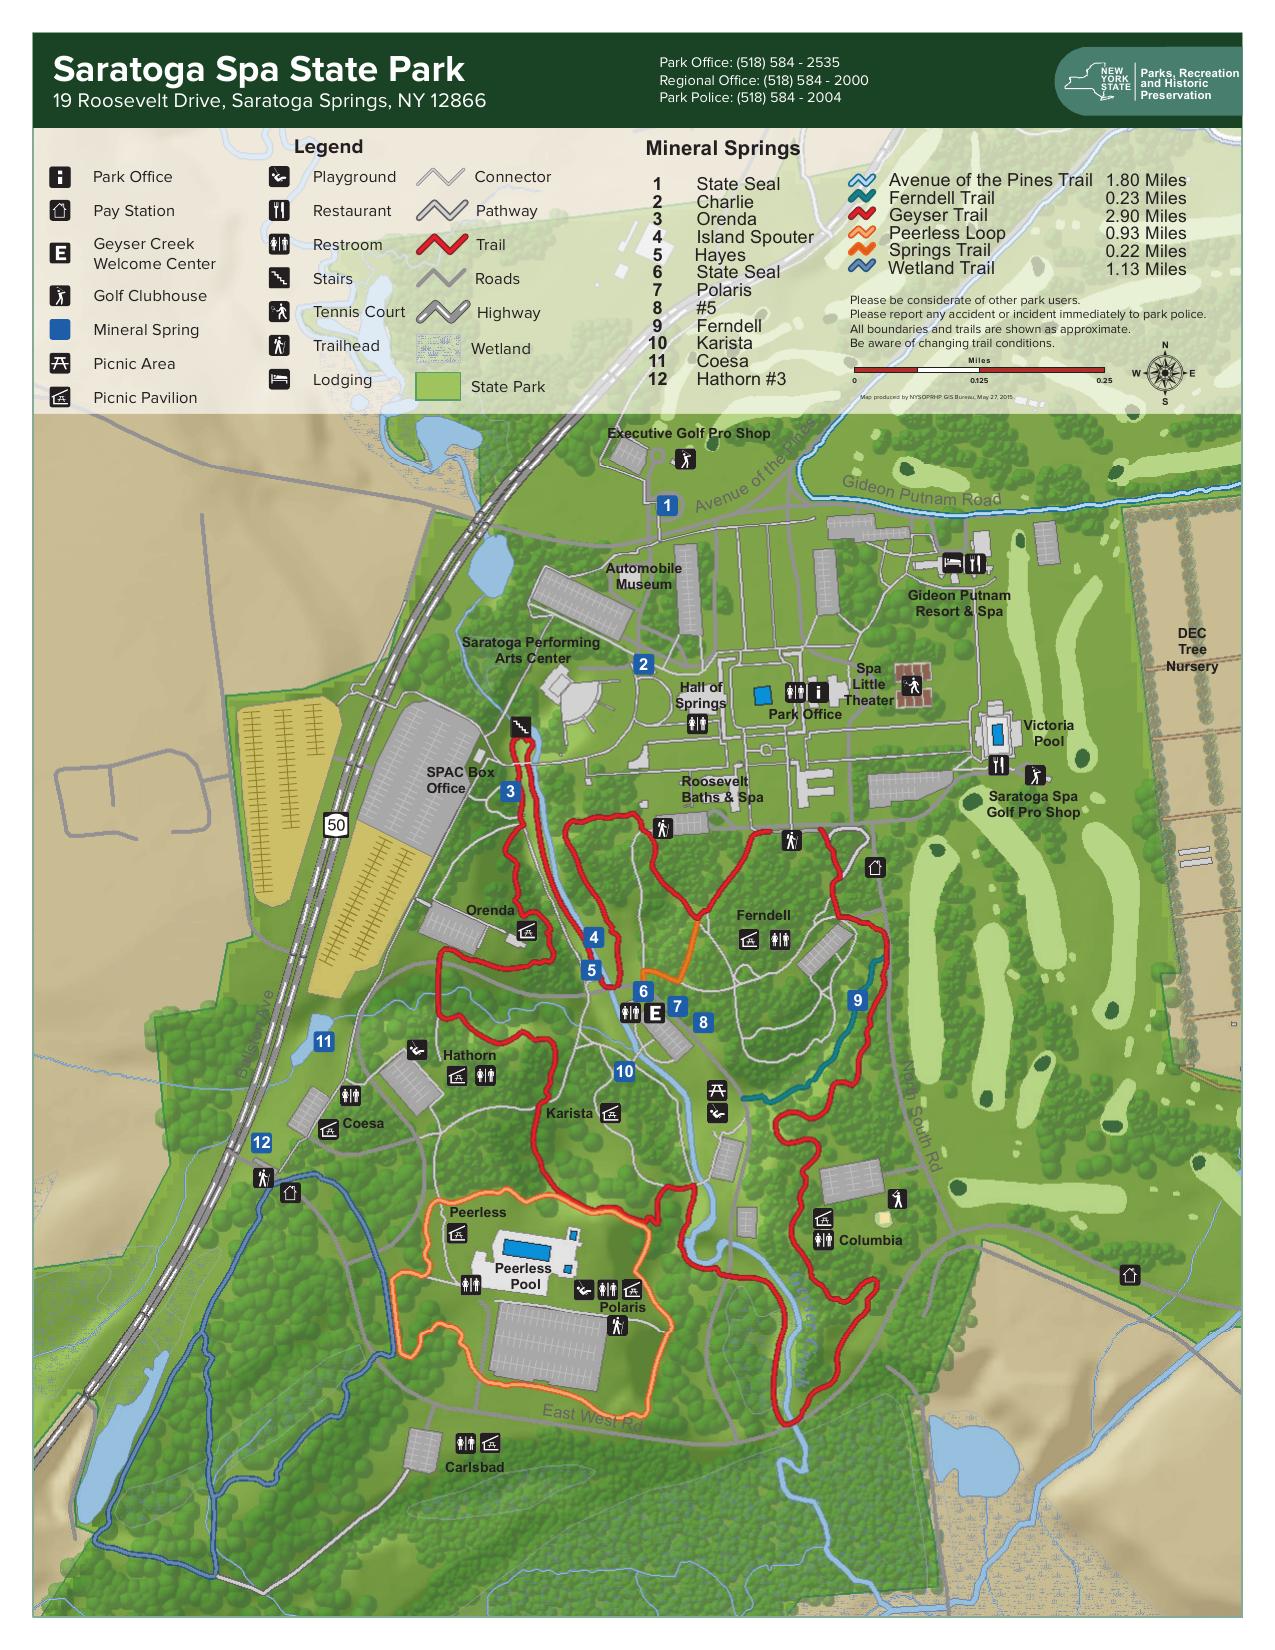 Saratoga Spa State Park
19 Roosevelt Drive, Saratoga Springs, NY 12866
Park Office: (518) 584 - 2535
Regional Office: (518) 584 - 2000
Park Police: (518) 584 - 2004
NEW
YORK
STATE
Parks, Recreation
and Historic
Preservation
Legend
Park Office
Pay Station
Geyser Creek
Welcome Center
Golf Clubhouse
Mineral Spring
Picnic Area
Picnic Pavilion
Playground
Restaurant
Restroom
Stairs
Tennis Court
Trailhead
Lodging
Connector
Pathway
Trail
Roads
Highway
Wetland
State Park
Mineral Springs
1 State Seal
2 Charlie
3 Orenda
4 Island Spouter
5 Hayes
6 State Seal
7 Polaris
8 #5
9 Ferndell
10 Karista
11 Coesa
12 Hathorn #3
Avenue of the Pines Trail 1.80 Miles
Ferndell Trail 0.23 Miles
Geyser Trail 2.90 Miles
Peerless Loop 0.93 Miles
Springs Trail 0.22 Miles
Wetland Trail 1.13 Miles
Please be considerate of other park users.
Please report any accident or incident immediately to park police.
All boundaries and trails are shown as approximate.
Be aware of changing trail conditions.
Miles
0 0.125 0.25
Map produced by NYSOPRHP GIS Bureau, May 27, 2015
N
W E
S
Executive Golf Pro Shop
Avenue of the Pines
Gideon Putnam Road
1
Automobile
Museum
Gideon Putnam
Resort & Spa
DEC
Tree
Nursery
Saratoga Performing
Arts Center
2
Hall of
Springs
Spa
Little
Theater
Park Office
Victoria
Pool
SPAC Box
Office
3
Roosevelt
Baths & Spa
Saratoga Spa
Golf Pro Shop
50
Orenda
Ferndell
4
5
6
7
8
9
E
10
11
Hathorn
Karista
Coesa
12
North South Rd
Peerless
Peerless
Pool
Polaris
Columbia
East West Rd
Carlsbad